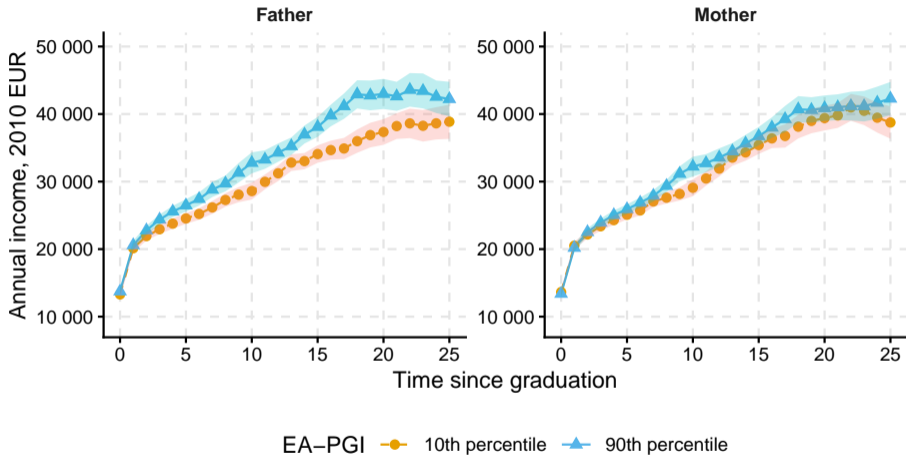 Father
Mother
Annual income, 2010 EUR
50 000
40 000
30 000
20 000
10 000
50 000
40 000
30 000
20 000
10 000
0 5 10 15 20 25
0 5 10 15 20 25
Time since graduation
EA−PGI 10th percentile 90th percentile